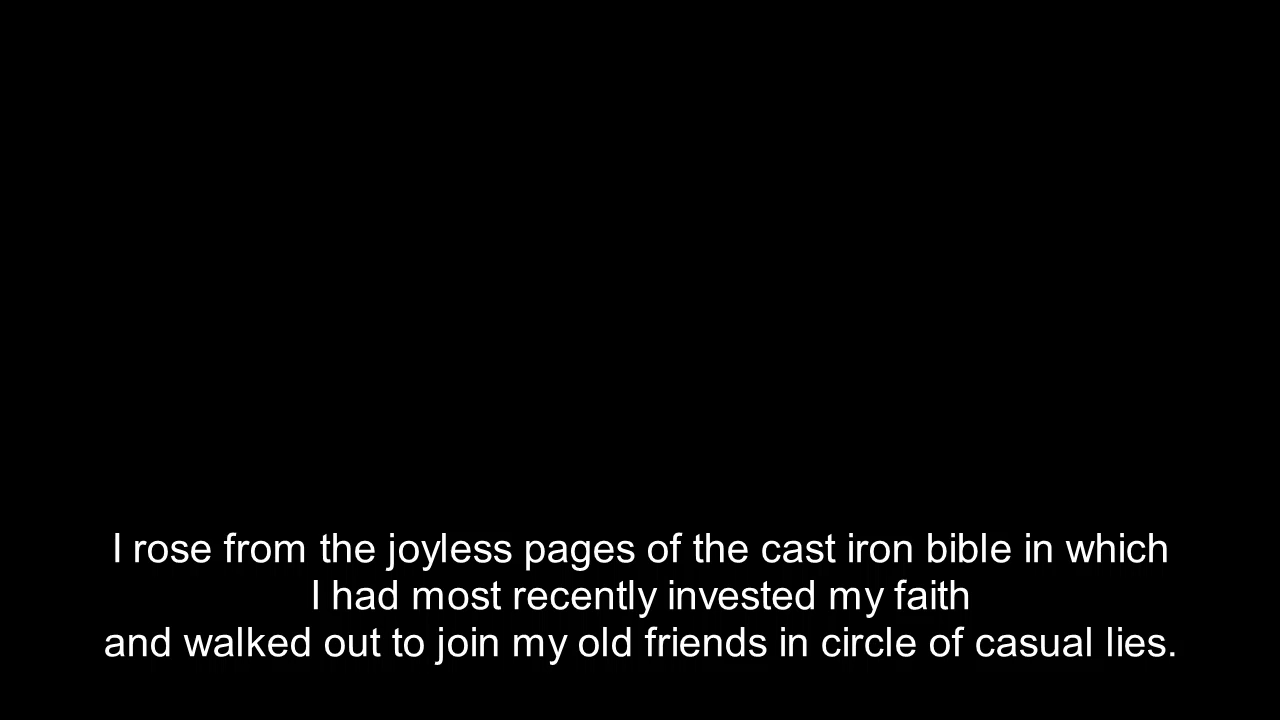 I rose from the joyless pages of the cast iron bible in which
I had most recently invested my faith
and walked out to join my old friends in circle of casual lies.